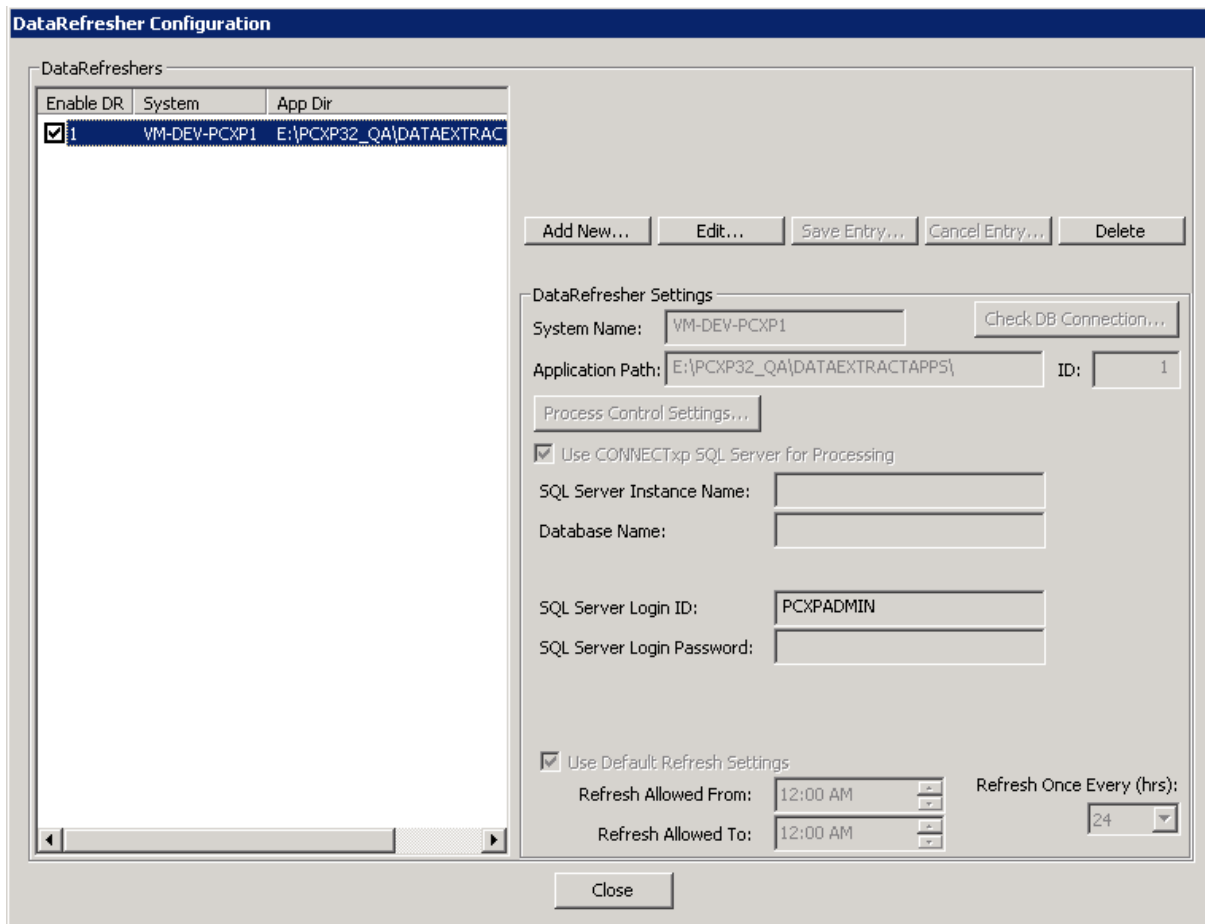 DataRefresher Configuration
DataRefreshers
Enable DR System App Dir
1 VM-DEV-PCXP1 E:\PCXP32_QA\DATAEXTRACT
Add New... Edit... Save Entry... Cancel Entry... Delete
DataRefresher Settings
System Name: VM-DEV-PCXP1 Check DB Connection...
Application Path: E:\PCXP32_QA\DATAEXTRACTAPPS\ ID: 1
Process Control Settings...
Use CONNECTxp SQL Server for Processing
SQL Server Instance Name:
Database Name:
SQL Server Login ID: PCXPADMIN
SQL Server Login Password:
Use Default Refresh Settings
Refresh Allowed From: 12:00 AM Refresh Once Every (hrs):
24
Refresh Allowed To: 12:00 AM
Close